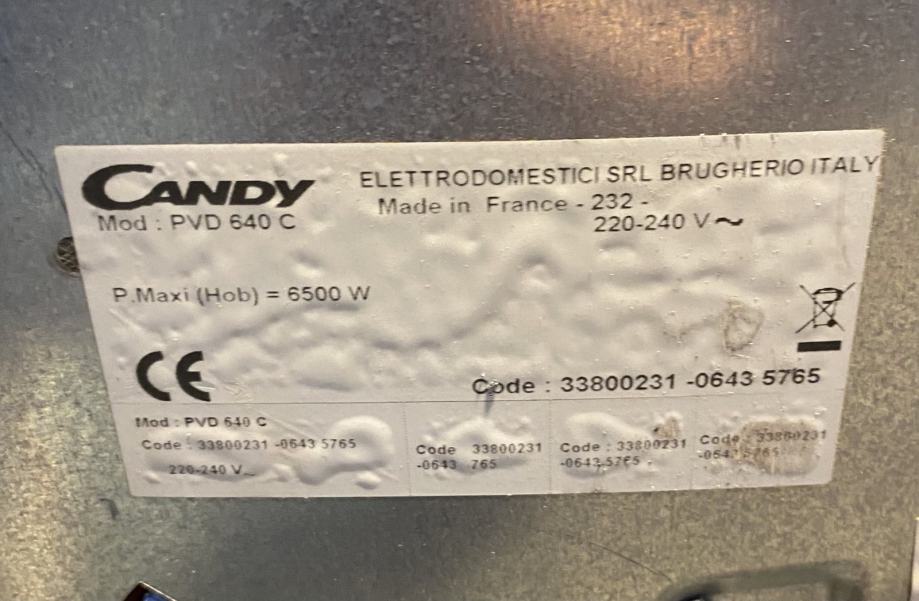 CANDY
ELETTRODOMESTICI SRL BRUGHERIO ITALY
Mod : PVD 640 C
Made in France - 232 -
220-240 V~
P.Maxi (Hob) = 6500 W
CE
Code : 33800231 -0643 5765
Mod : PVD 640 C
Code : 33800231 -0643 5765
220-240 V~
Code 33800231
-0643 765
Code : 33800231
-0643 5765
Code : 33800231